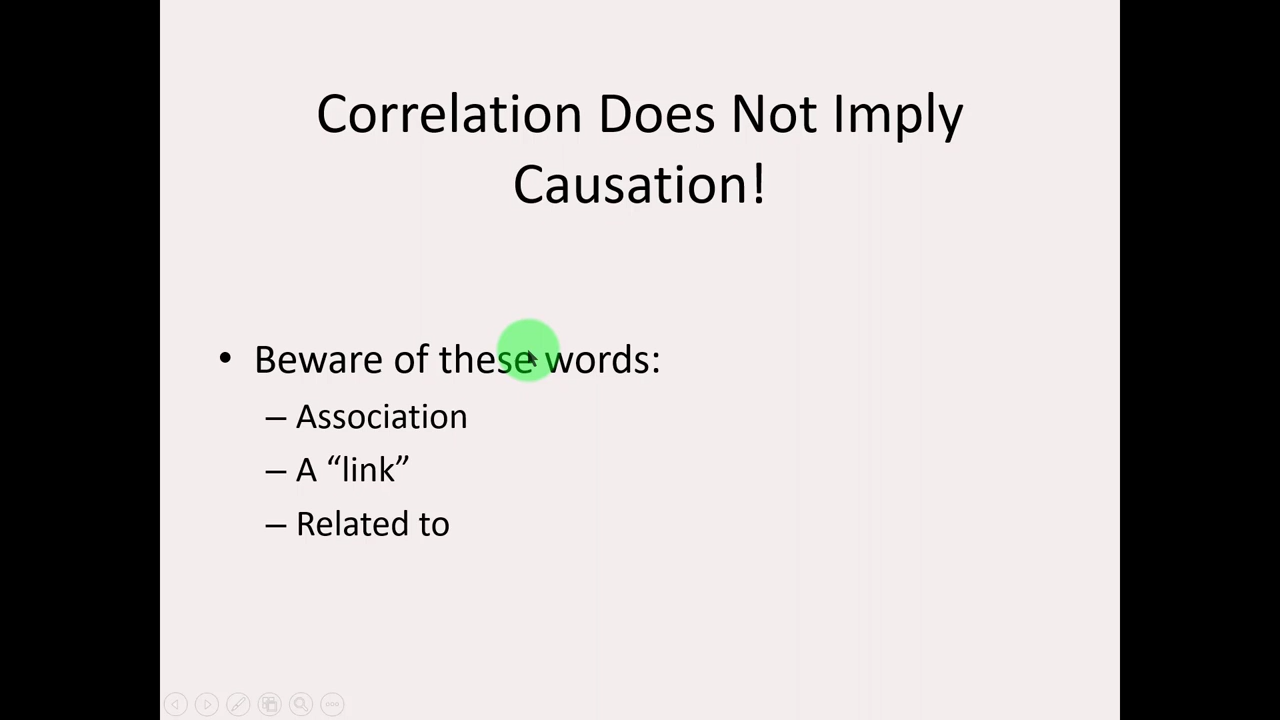 Correlation Does Not Imply
Causation!
• Beware of these words:
– Association
– A “link”
– Related to